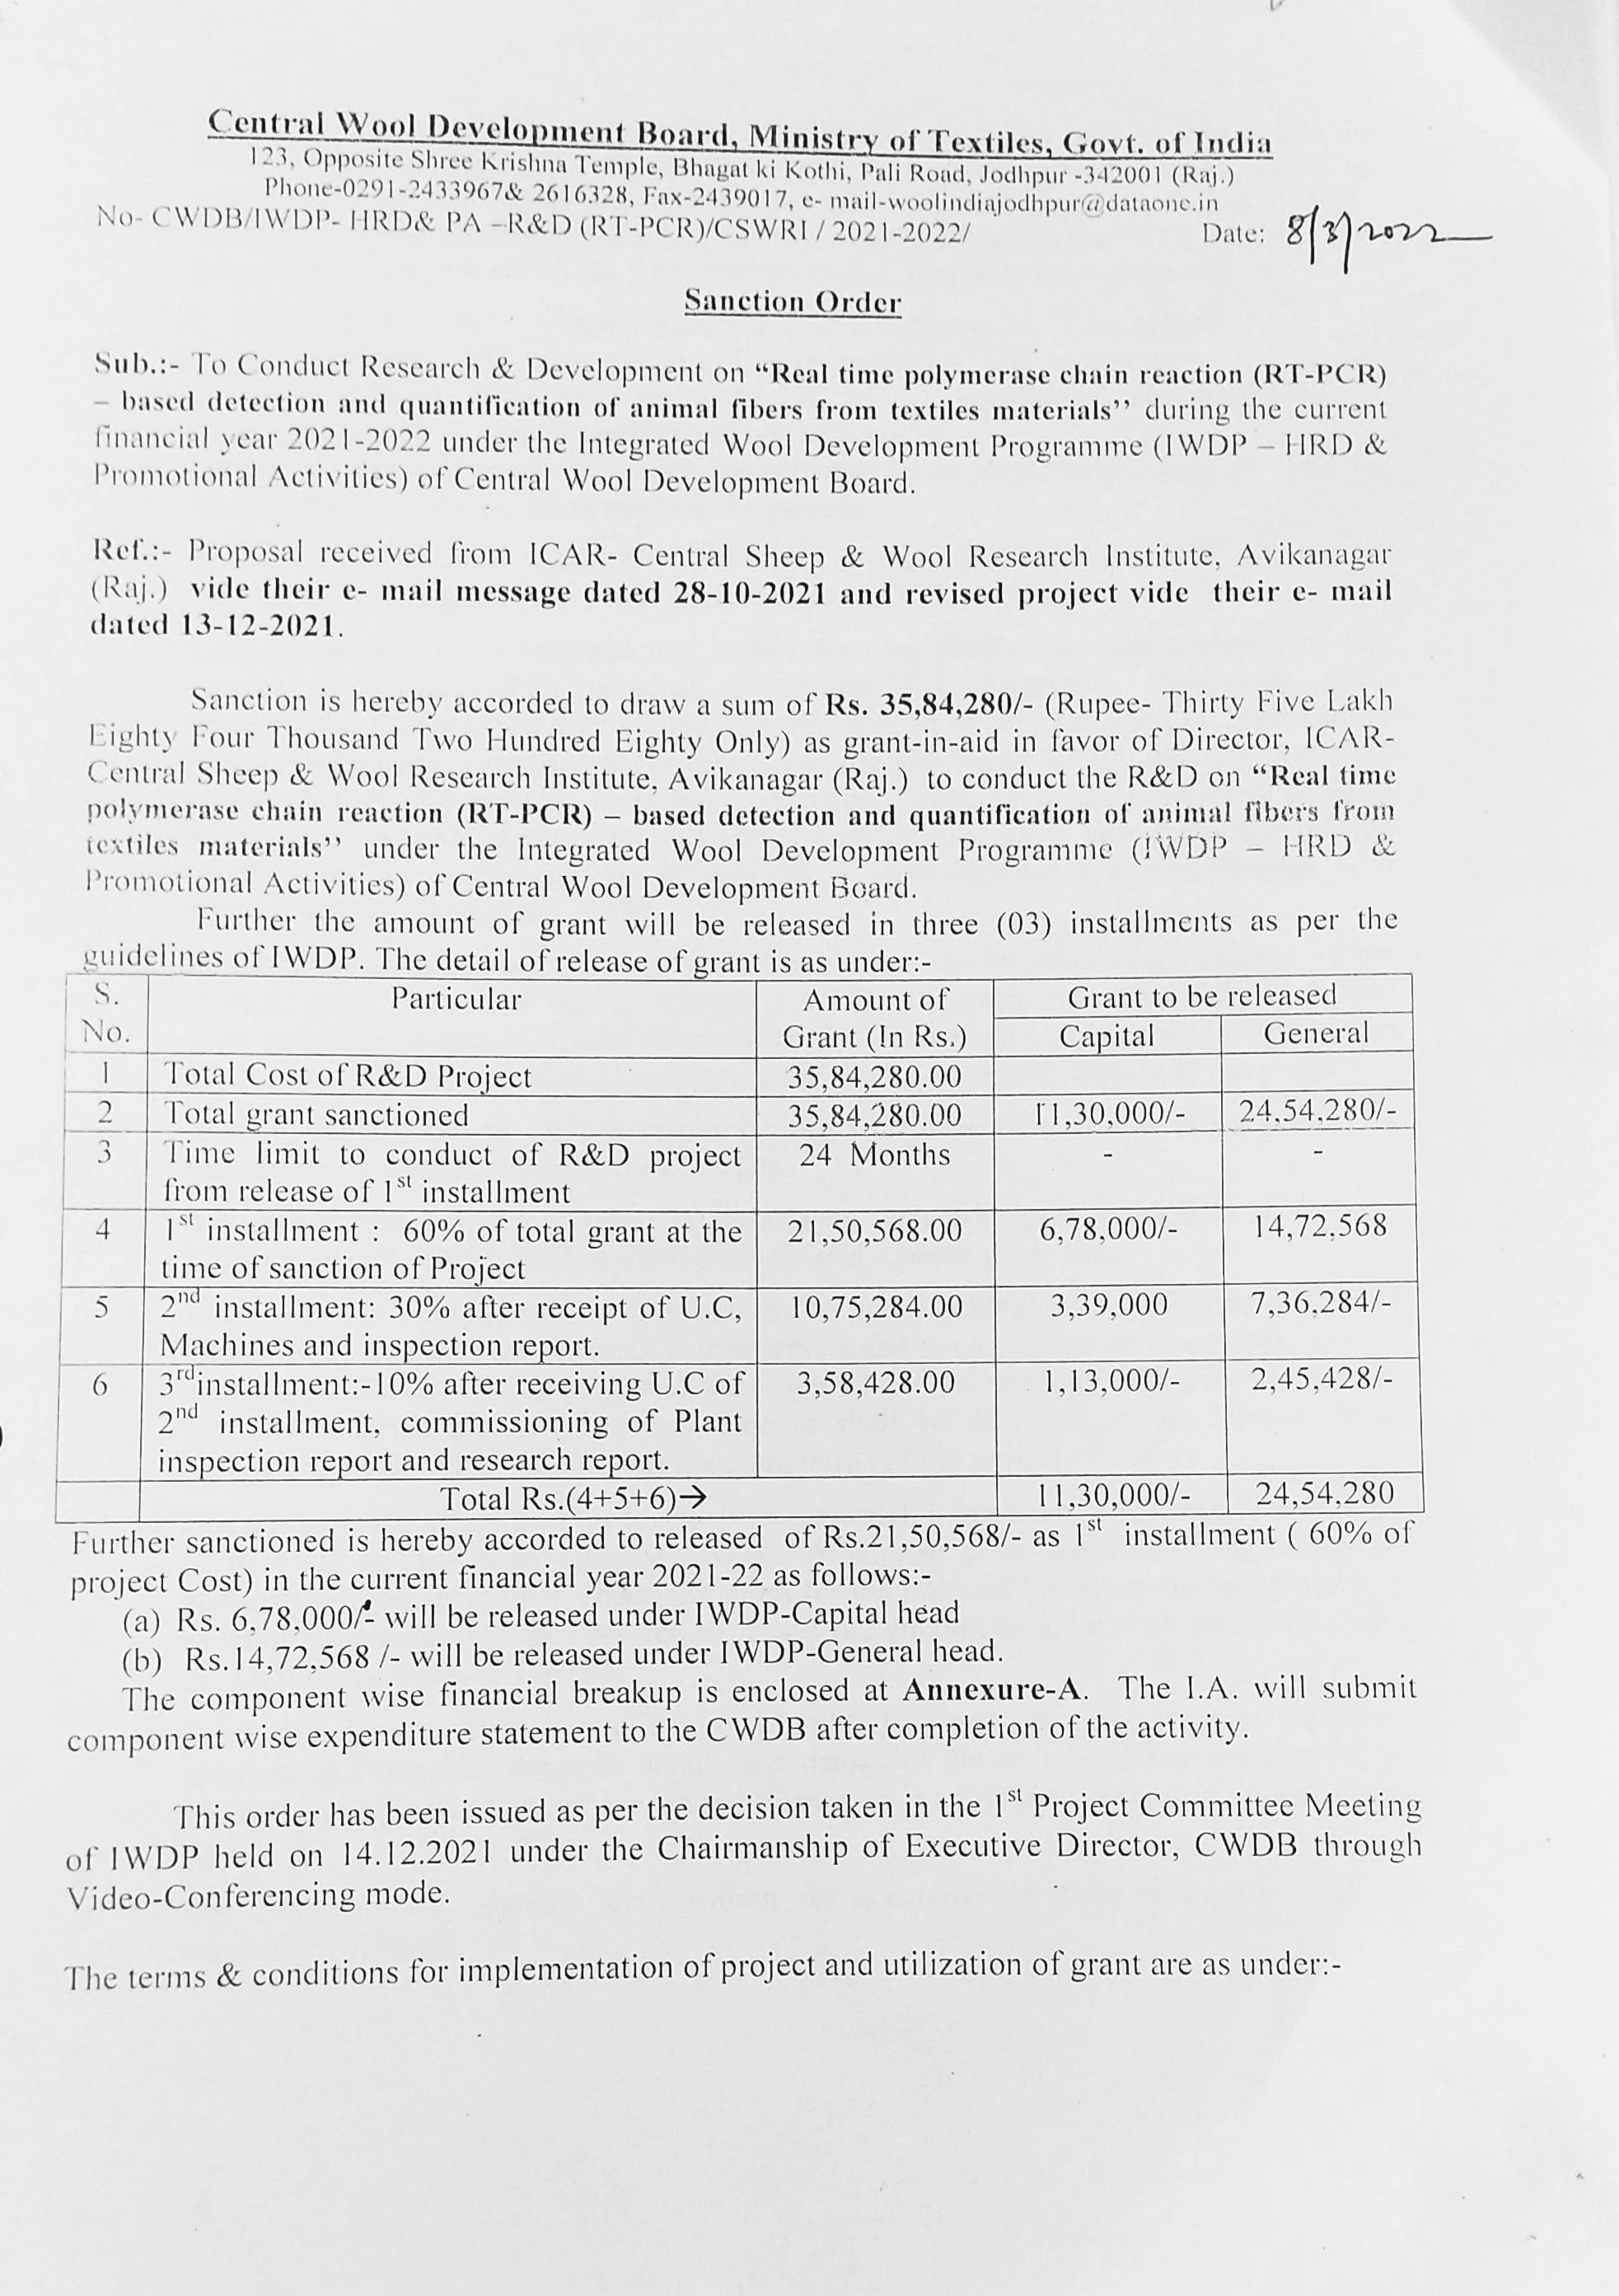 Central Wool Development Board, Ministry of Textiles, Govt. of India
123, Opposite Shree Krishna Temple, Bhagat ki Kothi, Pali Road, Jodhpur -342001 (Raj.)
Phone-0291-2433967& 2616328, Fax-2439017, e- mail-woolindiajodhpur@dataone.in
No- CWDB/IWDP- HRD& PA –R&D (RT-PCR)/CSWRI / 2021-2022/ Date: 8/3/2022
Sanction Order
Sub.:- To Conduct Research & Development on “Real time polymerase chain reaction (RT-PCR)
– based detection and quantification of animal fibers from textiles materials’’ during the current
financial year 2021-2022 under the Integrated Wool Development Programme (IWDP – HRD &
Promotional Activities) of Central Wool Development Board.
Ref.:- Proposal received from ICAR- Central Sheep & Wool Research Institute, Avikanagar
(Raj.) vide their e- mail message dated 28-10-2021 and revised project vide their e- mail
dated 13-12-2021.
Sanction is hereby accorded to draw a sum of Rs. 35,84,280/- (Rupee- Thirty Five Lakh
Eighty Four Thousand Two Hundred Eighty Only) as grant-in-aid in favor of Director, ICAR-
Central Sheep & Wool Research Institute, Avikanagar (Raj.) to conduct the R&D on “Real time
polymerase chain reaction (RT-PCR) – based detection and quantification of animal fibers from
textiles materials’’ under the Integrated Wool Development Programme (IWDP – HRD &
Promotional Activities) of Central Wool Development Board.
Further the amount of grant will be released in three (03) installments as per the
guidelines of IWDP. The detail of release of grant is as under:-
S. Particular Amount of Grant to be released
No. Grant (In Rs.) Capital General
1 Total Cost of R&D Project 35,84,280.00
2 Total grant sanctioned 35,84,280.00 11,30,000/- 24,54,280/-
3 Time limit to conduct of R&D project 24 Months - -
from release of 1st installment
4 1st installment : 60% of total grant at the 21,50,568.00 6,78,000/- 14,72,568
time of sanction of Project
5 2nd installment: 30% after receipt of U.C, 10,75,284.00 3,39,000 7,36,284/-
Machines and inspection report.
6 3rdinstallment:-10% after receiving U.C of 3,58,428.00 1,13,000/- 2,45,428/-
2nd installment, commissioning of Plant
inspection report and research report.
Total Rs.(4+5+6)→ 11,30,000/- 24,54,280
Further sanctioned is hereby accorded to released of Rs.21,50,568/- as 1st installment ( 60% of
project Cost) in the current financial year 2021-22 as follows:-
(a) Rs. 6,78,000/- will be released under IWDP-Capital head
(b) Rs.14,72,568 /- will be released under IWDP-General head.
The component wise financial breakup is enclosed at Annexure-A. The I.A. will submit
component wise expenditure statement to the CWDB after completion of the activity.
This order has been issued as per the decision taken in the 1st Project Committee Meeting
of IWDP held on 14.12.2021 under the Chairmanship of Executive Director, CWDB through
Video-Conferencing mode.
The terms & conditions for implementation of project and utilization of grant are as under:-